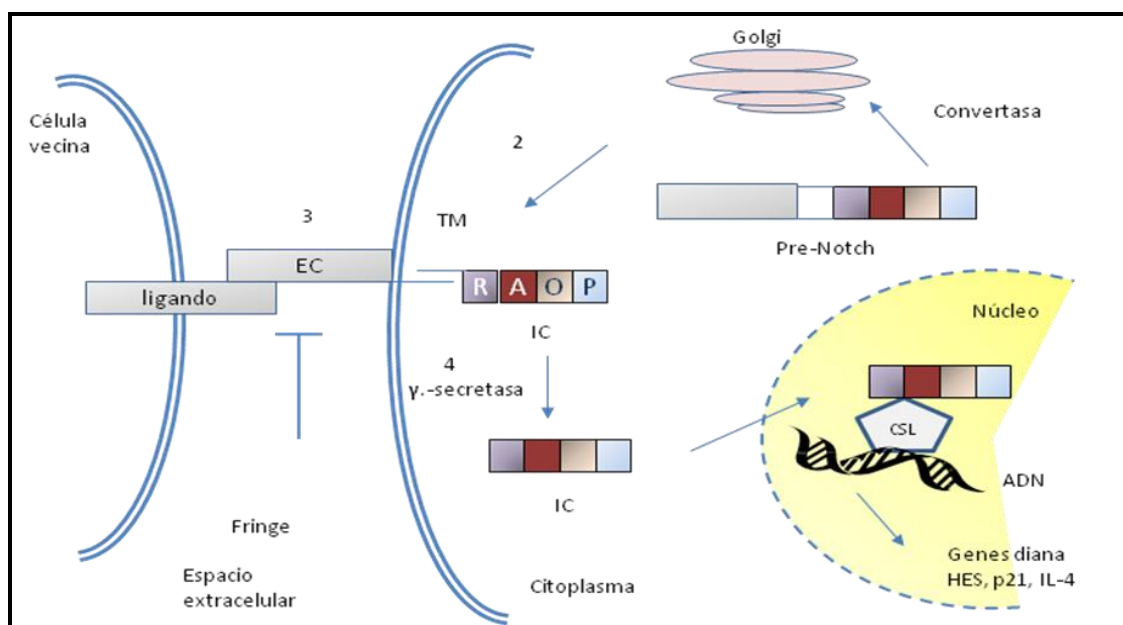 Golgi
Célula
vecina
Convertasa
2
3
TM
Pre-Notch
EC
R A O P
ligando
IC
Núcleo
4
γ.-secretasa
CSL
IC
ADN
Fringe
Espacio
extracelular
Citoplasma
Genes diana
HES, p21, IL-4